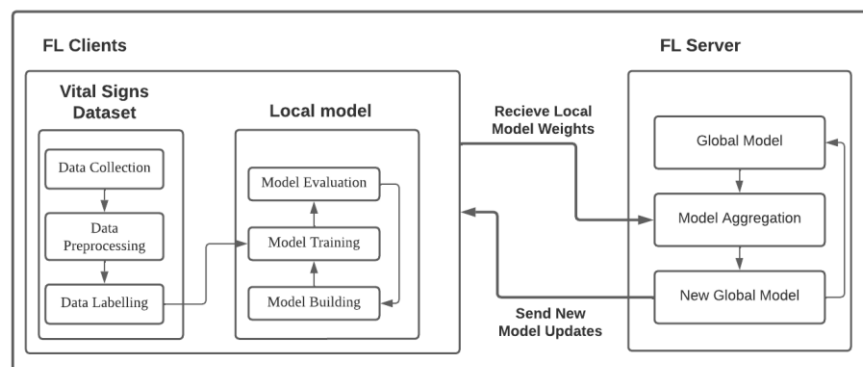 FL Clients
FL Server
Vital Signs
Dataset
Local model
Data Collection
Data
Preprocessing
Data Labelling
Model Evaluation
Model Training
Model Building
Recieve Local
Model Weights
Send New
Model Updates
Global Model
Model Aggregation
New Global Model